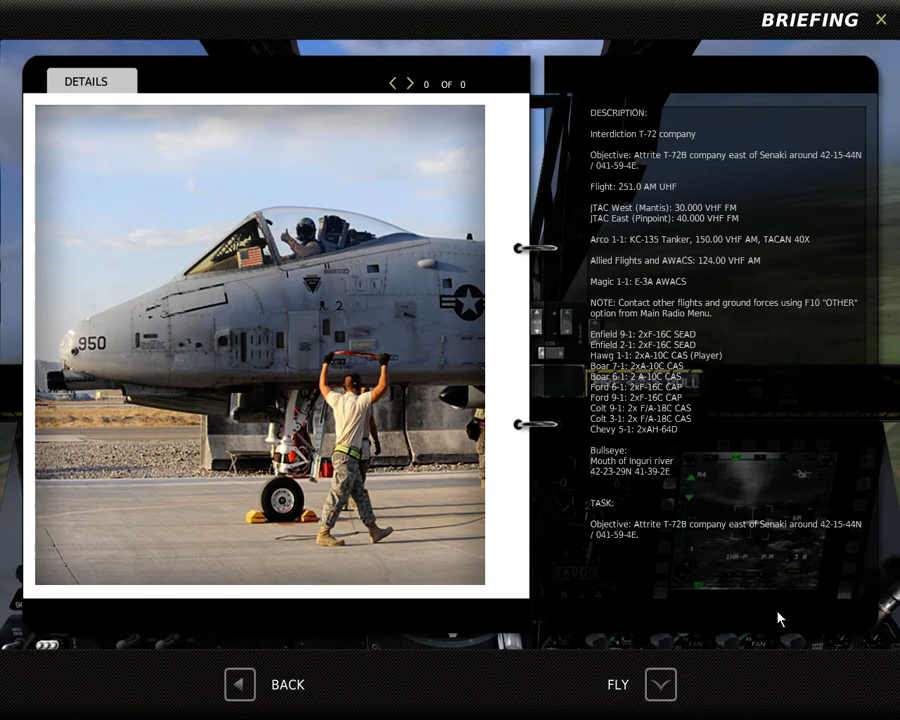 BRIEFING
DETAILS
0 OF 0
950
DESCRIPTION:
Interdiction T-72 company
Objective: Attrite T-72B company east of Senaki around 42-15-44N
/ 041-59-4E.
Flight: 251.0 AM UHF
JTAC West (Mantis): 30.000 VHF FM
JTAC East (Pinpoint): 40.000 VHF FM
Arco 1-1: KC-135 Tanker, 150.00 VHF AM, TACAN 40X
Allied Flights and AWACS: 124.00 VHF AM
Magic 1-1: E-3A AWACS
NOTE: Contact other flights and ground forces using F10 "OTHER"
option from Main Radio Menu.
Enfield 9-1: 2xF-16C SEAD
Enfield 2-1: 2xF-16C SEAD
Hawg 1-1: 2xA-10C CAS (Player)
Boar 7-1: 2xA-10C CAS
Boar 6-1: 2 A-10C CAS
Ford 6-1: 2xF-16C CAP
Ford 9-1: 2xF-16C CAP
Colt 9-1: 2x F/A-18C CAS
Colt 3-1: 2x F/A-18C CAS
Chevy 5-1: 2xAH-64D
Bullseye:
Mouth of Inguri river
42-23-29N 41-39-2E
TASK:
Objective: Attrite T-72B company east of Senaki around 42-15-44N
/ 041-59-4E.
BACK
FLY